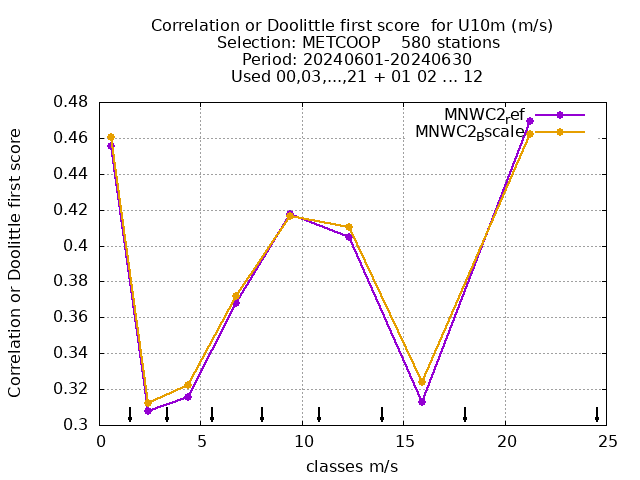 Correlation or Doolittle first score  for U10m (m/s)
Selection: METCOOP    580 stations
Period: 20240601-20240630
Used 00,03,...,21 + 01 02 ... 12
MNWC2ref
MNWC2Bscale
Correlation or Doolittle first score
0.48
0.46
0.44
0.42
0.4
0.38
0.36
0.34
0.32
0.3
0 5 10 15 20 25
classes m/s